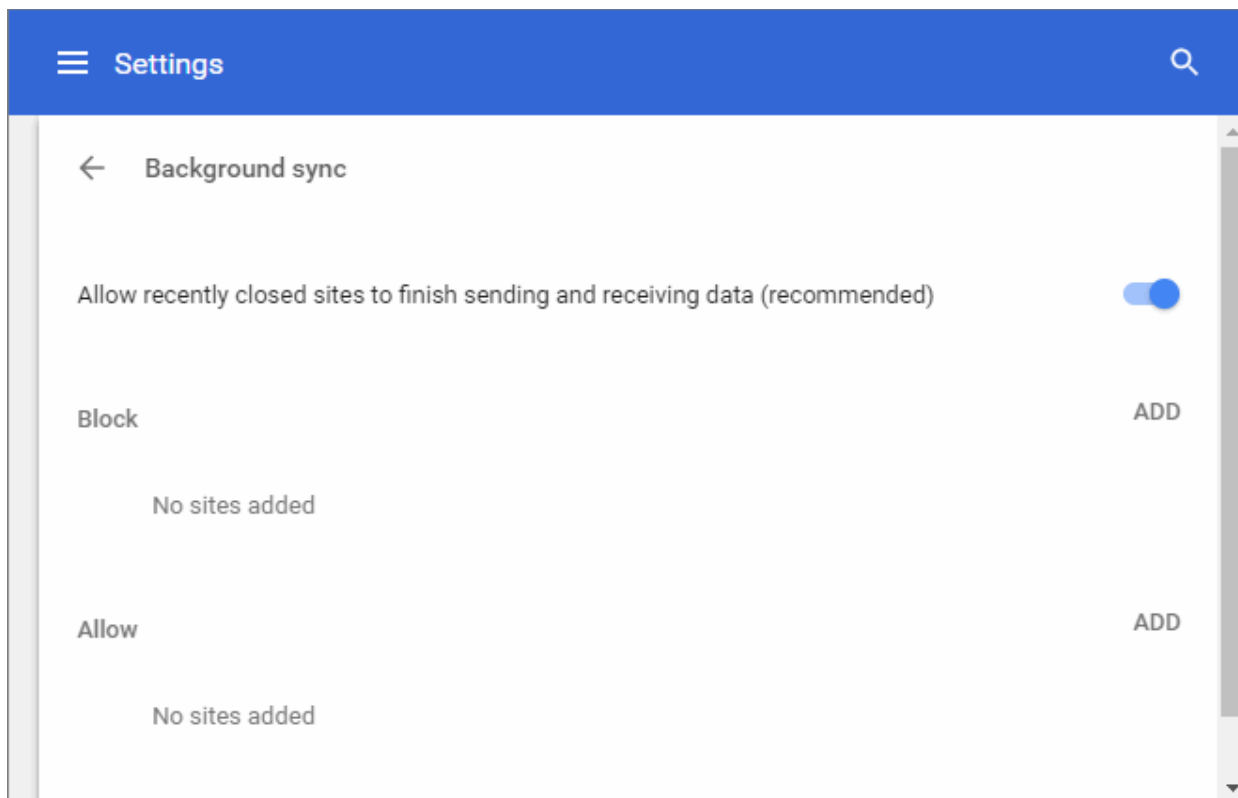 Settings
Background sync
Allow recently closed sites to finish sending and receiving data (recommended)
Block
ADD
No sites added
Allow
ADD
No sites added